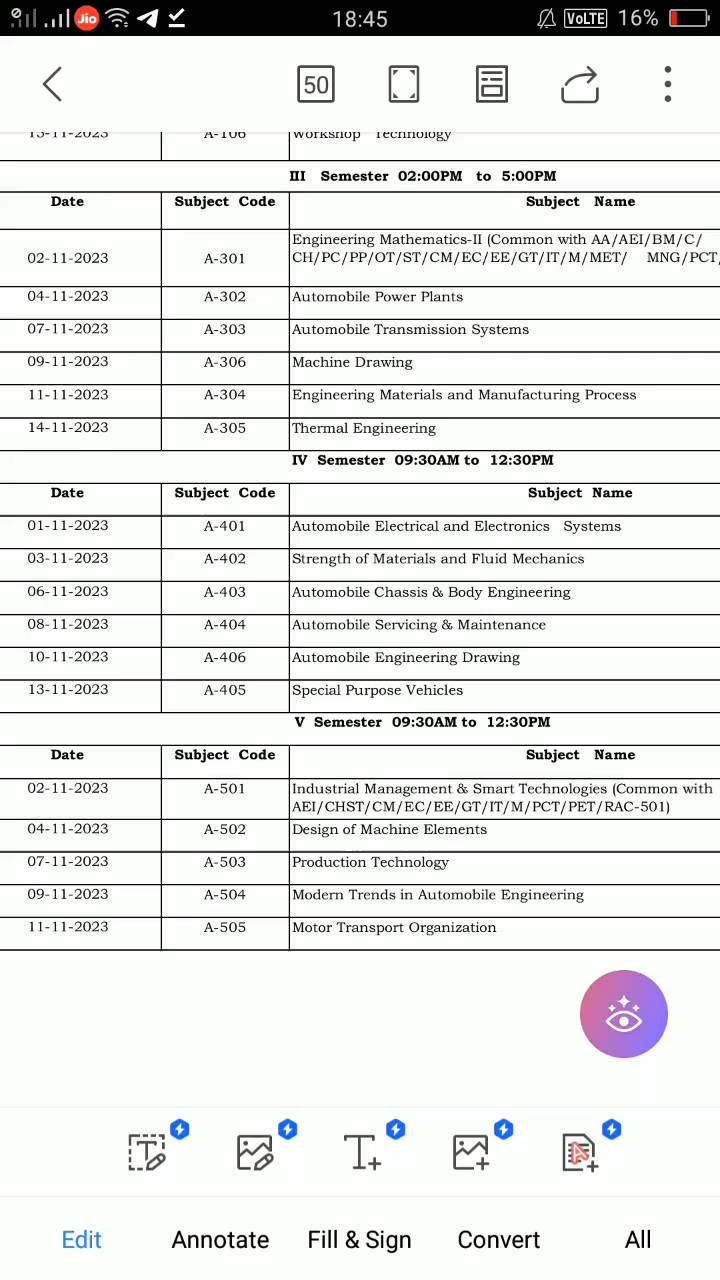 Jio 18:45 VoLTE 16%
50
13-11-2023 A-106 Workshop Technology
III Semester 02:00PM to 5:00PM
Date Subject Code Subject Name
02-11-2023 A-301 Engineering Mathematics-II (Common with AA/AEI/BM/C/
CH/PC/PP/OT/ST/CM/EC/EE/GT/IT/M/MET/ MNG/PCT/
04-11-2023 A-302 Automobile Power Plants
07-11-2023 A-303 Automobile Transmission Systems
09-11-2023 A-306 Machine Drawing
11-11-2023 A-304 Engineering Materials and Manufacturing Process
14-11-2023 A-305 Thermal Engineering
IV Semester 09:30AM to 12:30PM
Date Subject Code Subject Name
01-11-2023 A-401 Automobile Electrical and Electronics Systems
03-11-2023 A-402 Strength of Materials and Fluid Mechanics
06-11-2023 A-403 Automobile Chassis & Body Engineering
08-11-2023 A-404 Automobile Servicing & Maintenance
10-11-2023 A-406 Automobile Engineering Drawing
13-11-2023 A-405 Special Purpose Vehicles
V Semester 09:30AM to 12:30PM
Date Subject Code Subject Name
02-11-2023 A-501 Industrial Management & Smart Technologies (Common with
AEI/CHST/CM/EC/EE/GT/IT/M/PCT/PET/RAC-501)
04-11-2023 A-502 Design of Machine Elements
07-11-2023 A-503 Production Technology
09-11-2023 A-504 Modern Trends in Automobile Engineering
11-11-2023 A-505 Motor Transport Organization
Edit Annotate Fill & Sign Convert All